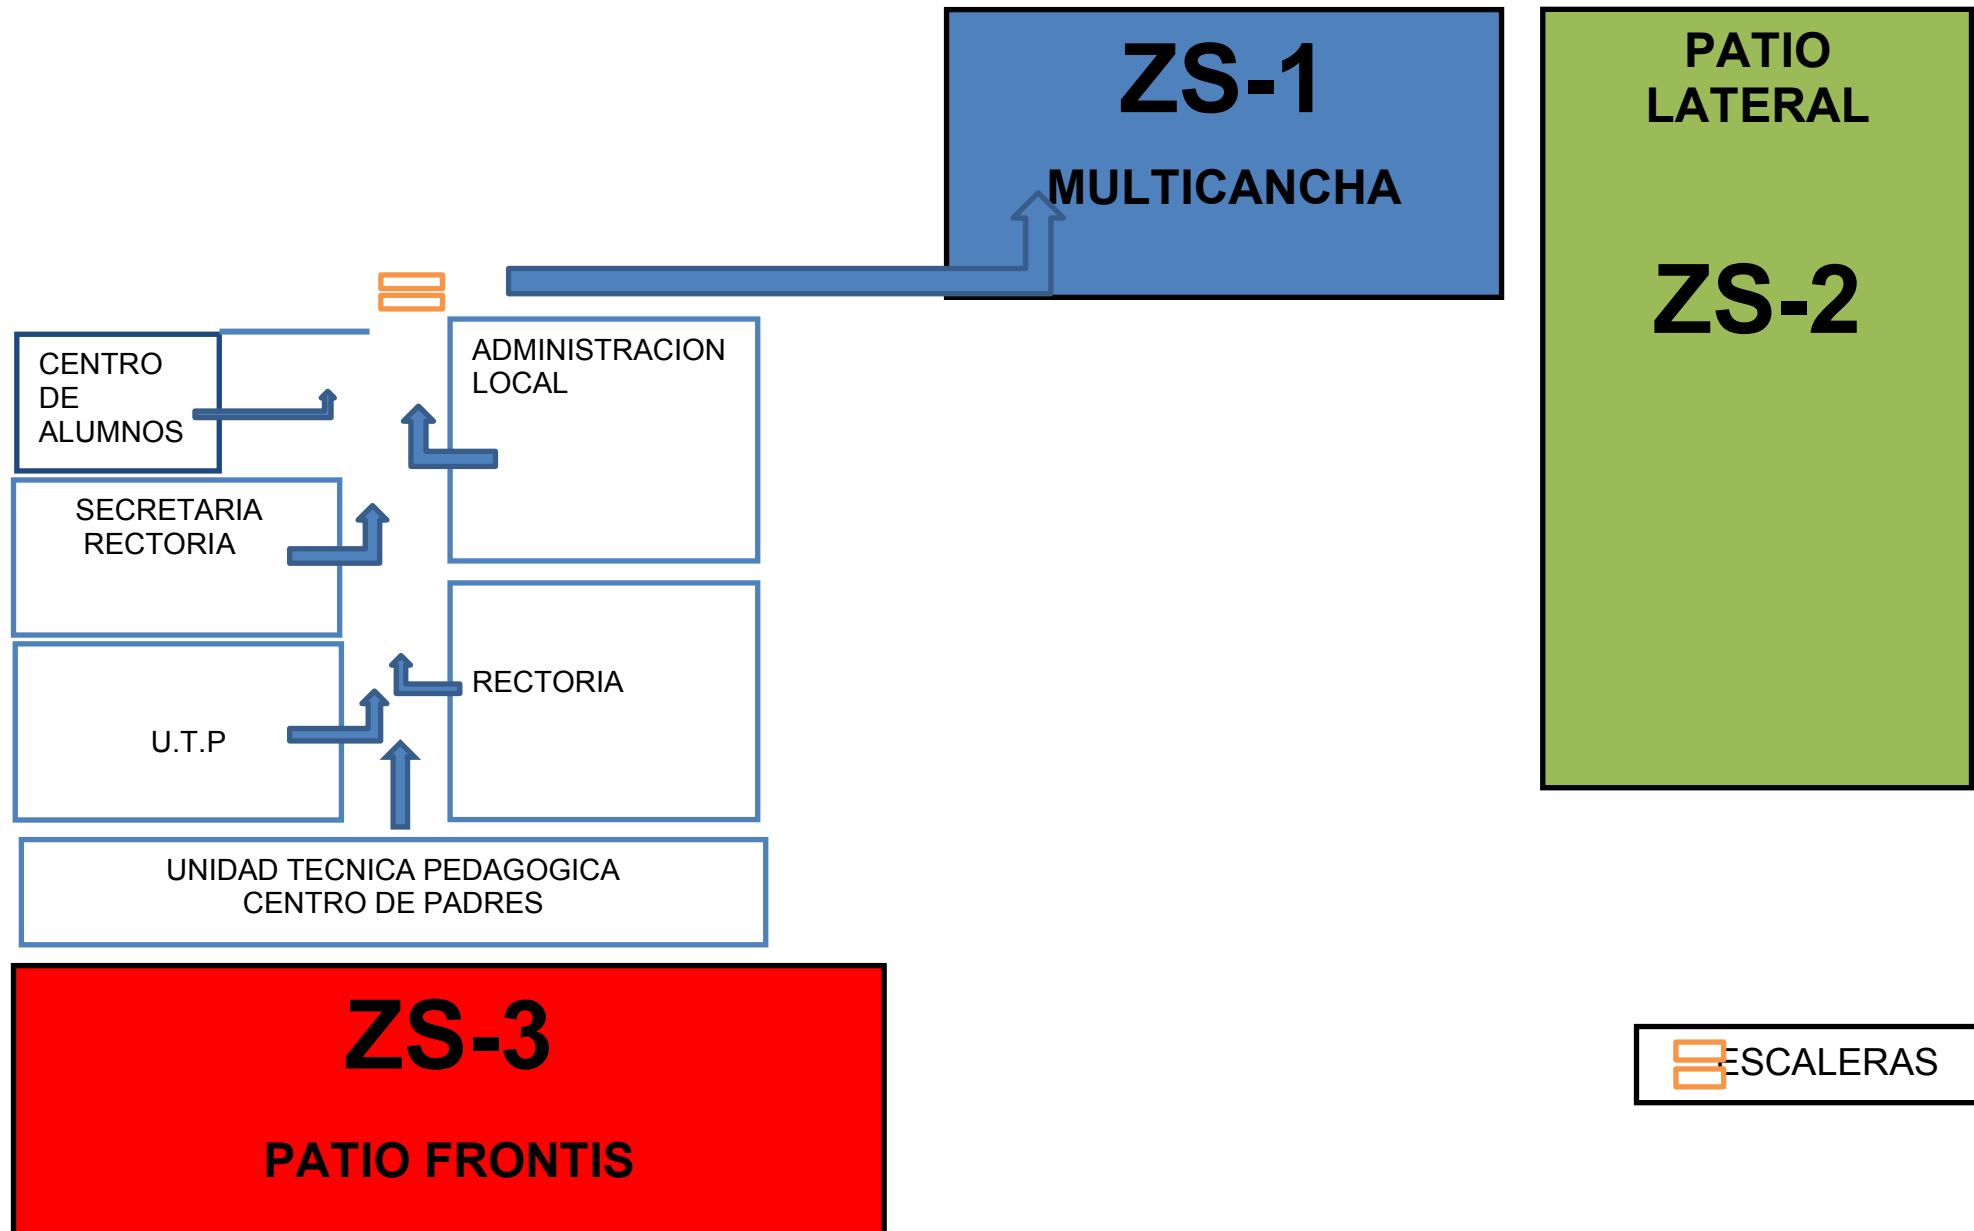 ZS-1
MULTICANCHA
PATIO
LATERAL
ZS-2
CENTRO
DE
ALUMNOS
ADMINISTRACION
LOCAL
SECRETARIA
RECTORIA
RECTORIA
U.T.P
UNIDAD TECNICA PEDAGOGICA
CENTRO DE PADRES
ZS-3
PATIO FRONTIS
ESCALERAS